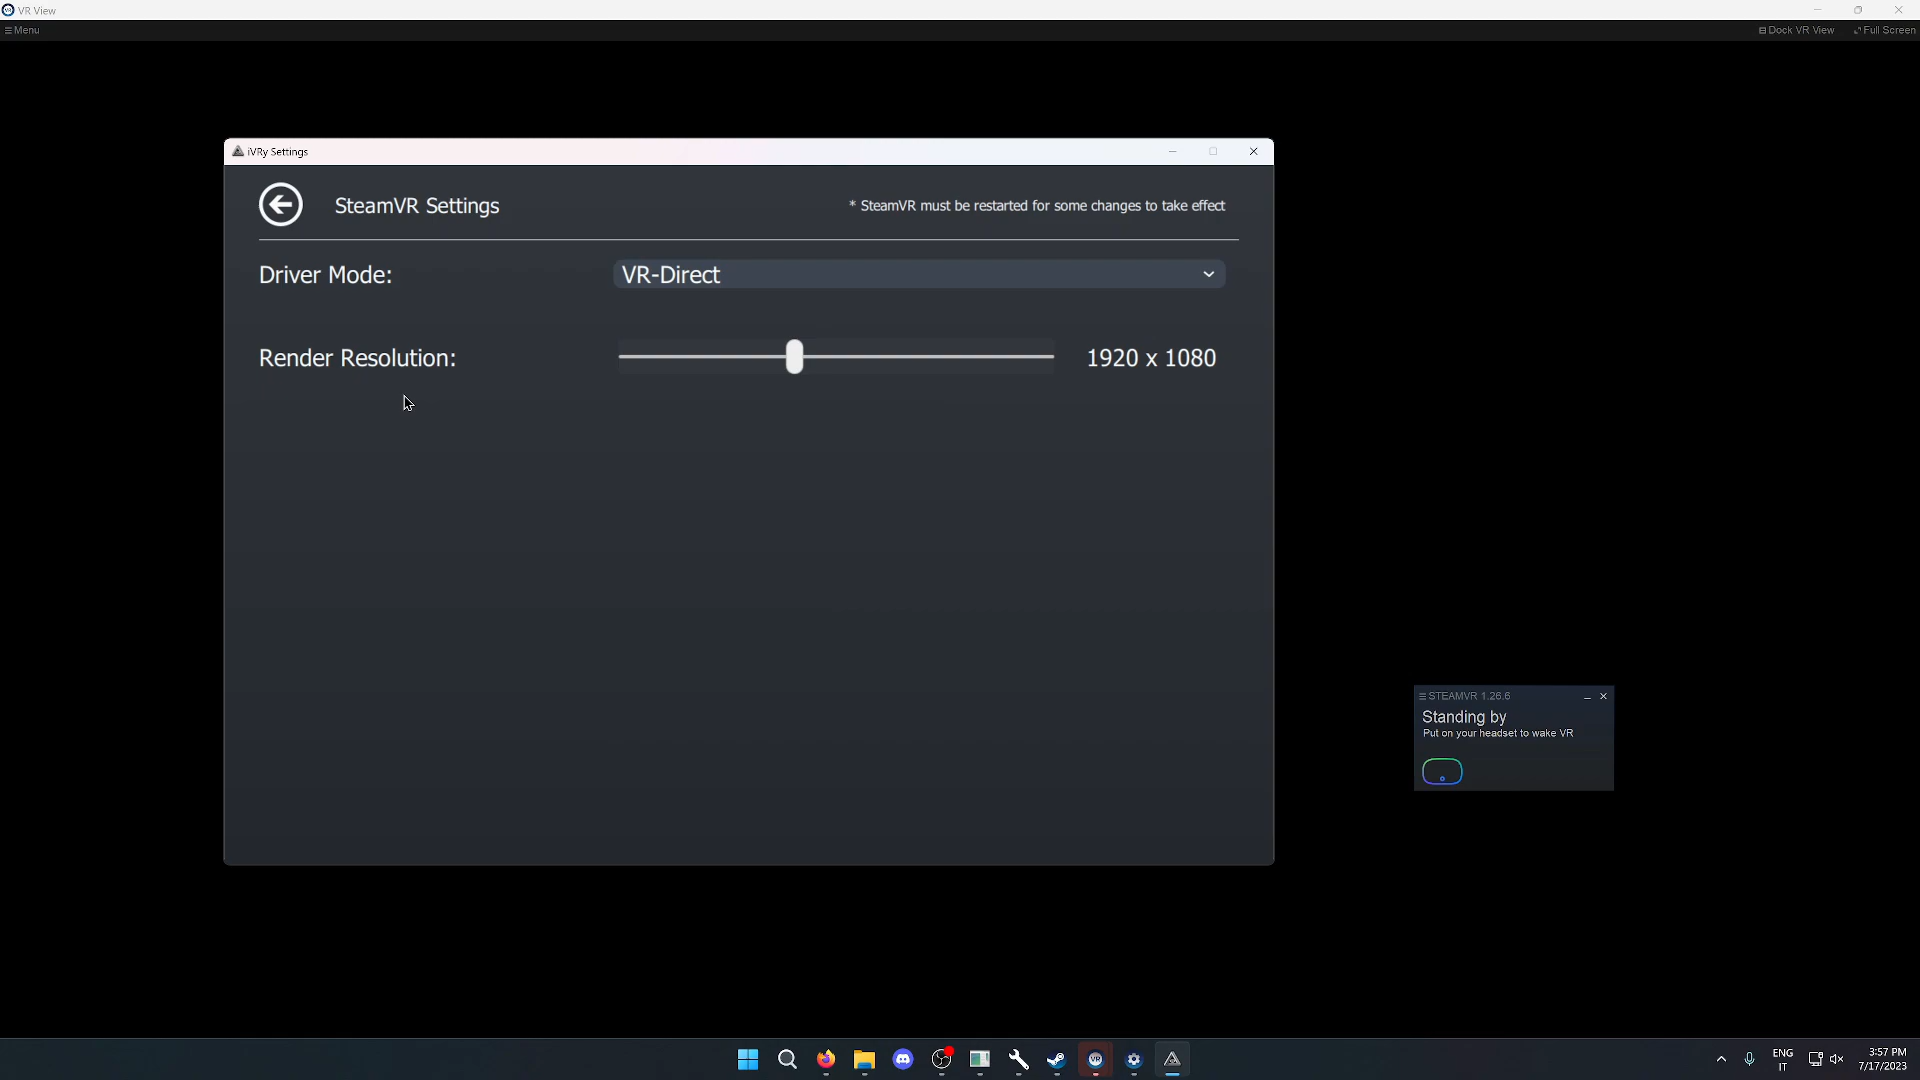 VR View
Menu
Dock VR View
Full Screen
iVRy Settings
SteamVR Settings
* SteamVR must be restarted for some changes to take effect
Driver Mode:
VR-Direct
Render Resolution:
1920 x 1080
STEAMVR 1.26.6
Standing by
Put on your headset to wake VR
ENG
IT
3:57 PM
7/17/2023